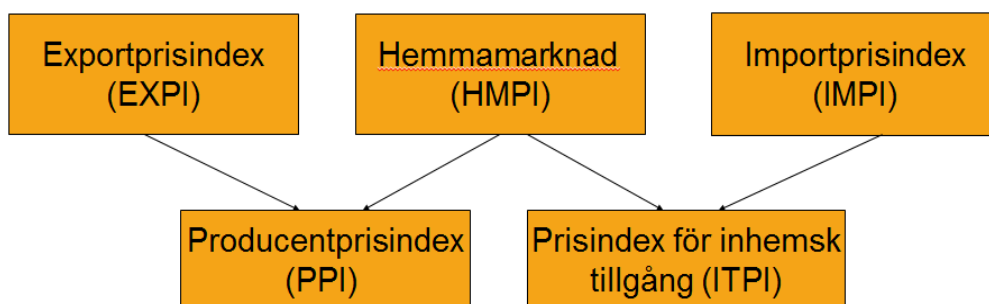 Exportprisindex
(EXPI)
Hemmamarknad
(HMPI)
Importprisindex
(IMPI)
Producentprisindex
(PPI)
Prisindex för inhemsk
tillgång (ITPI)